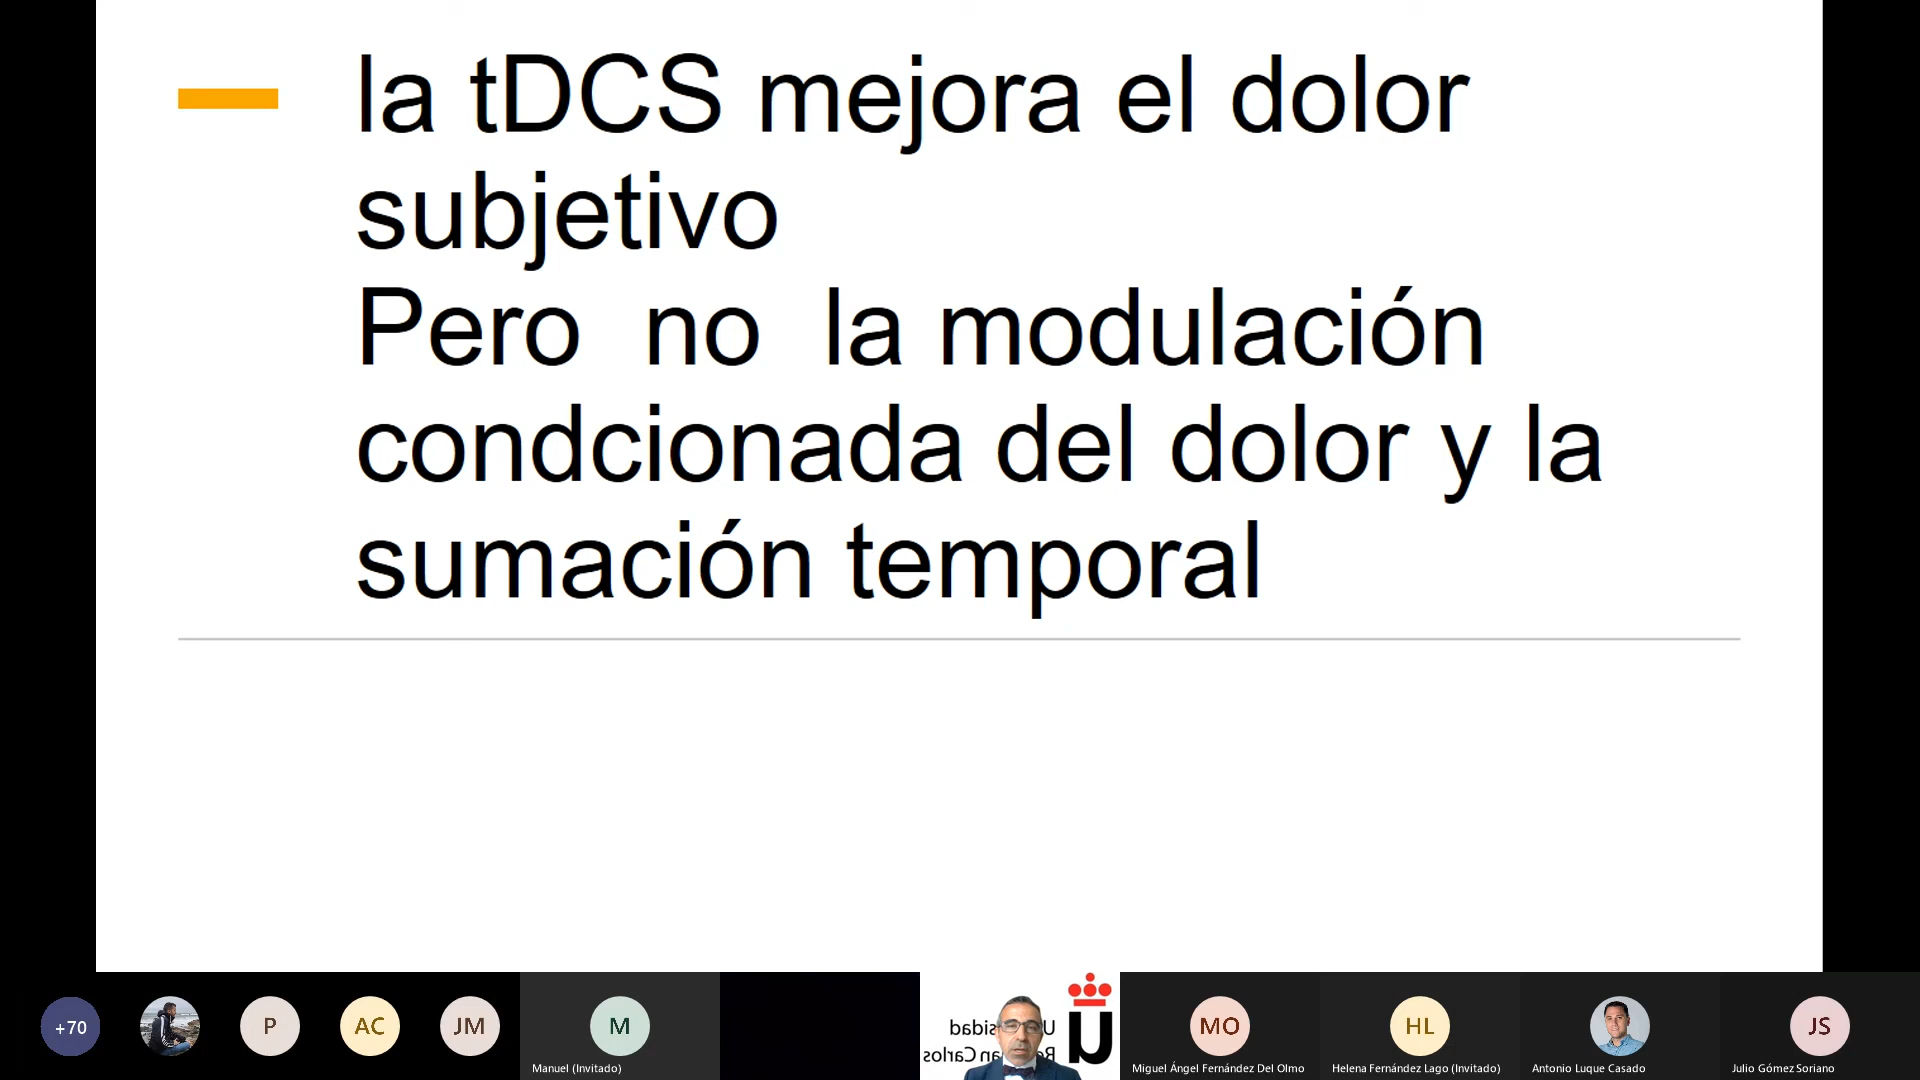 la tDCS mejora el dolor
subjetivo
Pero no la modulación
condcionada del dolor y la
sumación temporal
+70
P
AC
JM
M
Manuel (Invitado)
U
Miguel Ángel Fernández Del Olmo
MO
HL
Helena Fernández Lago (Invitado)
Antonio Luque Casado
JS
Julio Gómez Soriano